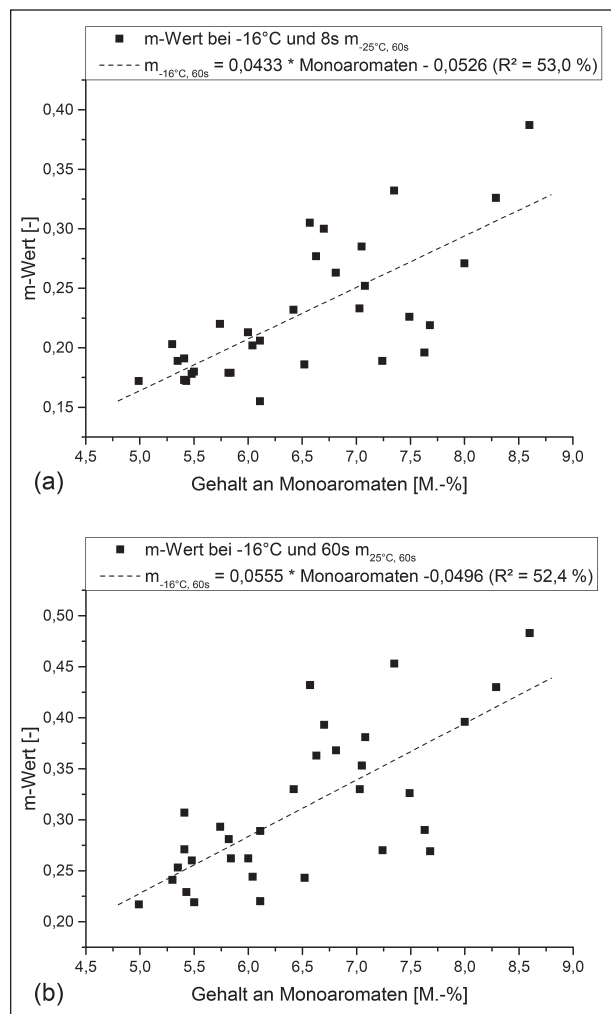 m-Wert bei -16°C und 8s m-25°C, 60s
m-16°C, 60s = 0,0433 * Monoaromaten - 0,0526 (R² = 53,0 %)
0,40
0,35
0,30
0,25
0,20
0,15
m-Wert [-]
4,5 5,0 5,5 6,0 6,5 7,0 7,5 8,0 8,5 9,0
(a) Gehalt an Monoaromaten [M.-%]
m-Wert bei -16°C und 60s m25°C, 60s
m-16°C, 60s = 0,0555 * Monoaromaten -0,0496 (R² = 52,4 %)
0,50
0,45
0,40
0,35
0,30
0,25
0,20
m-Wert [-]
4,5 5,0 5,5 6,0 6,5 7,0 7,5 8,0 8,5 9,0
(b) Gehalt an Monoaromaten [M.-%]